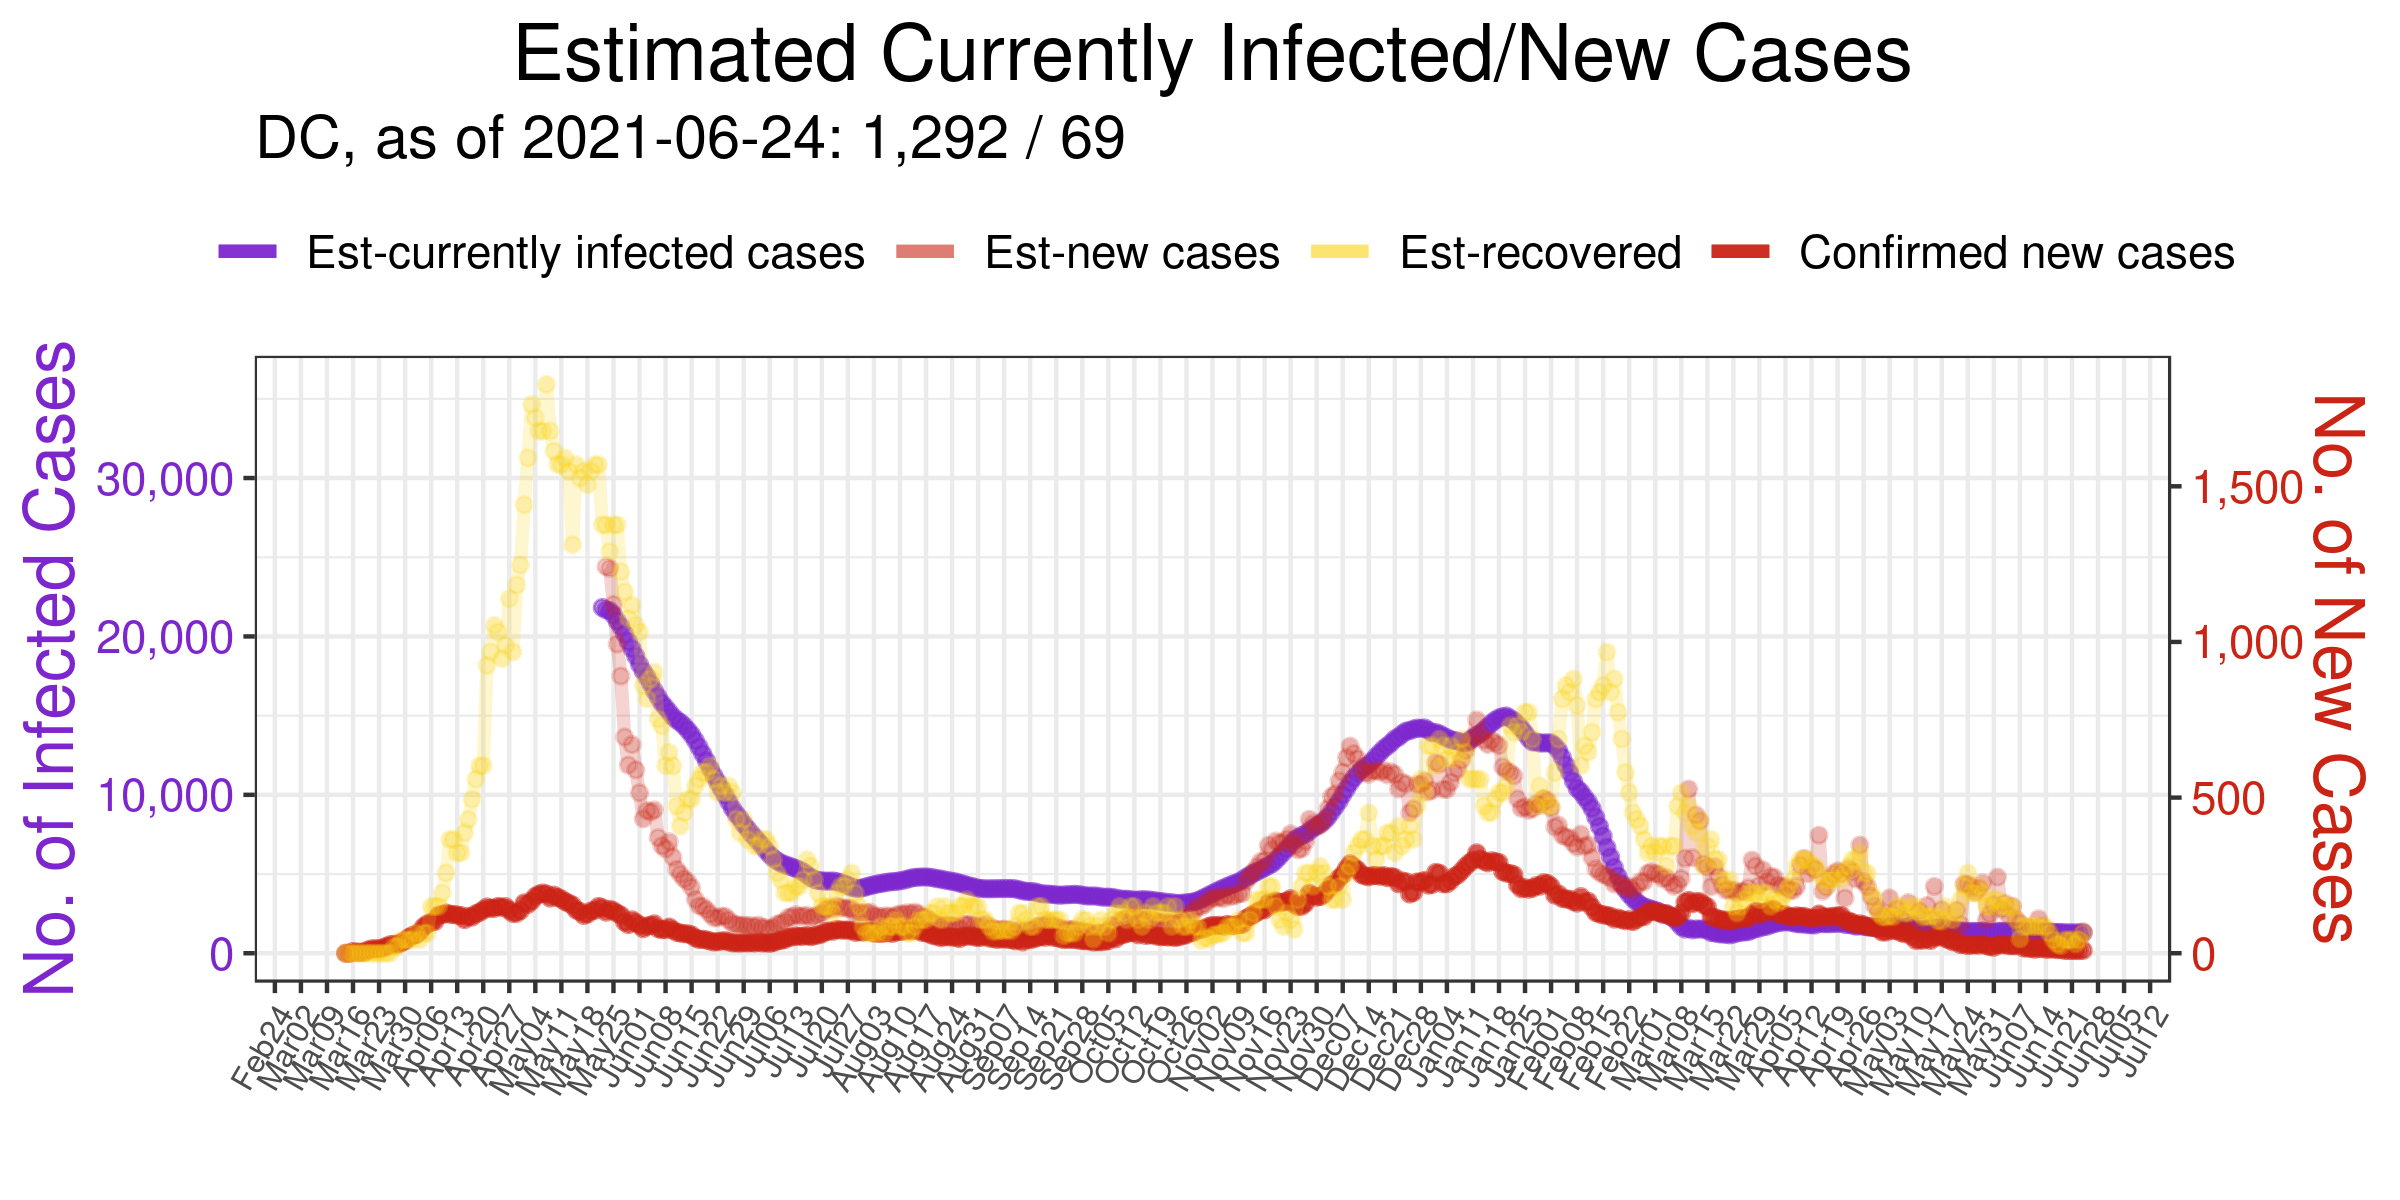 Estimated Currently Infected/New Cases
DC, as of 2021-06-24: 1,292 / 69
Est-currently infected cases Est-new cases Est-recovered Confirmed new cases
No. of Infected Cases
30,000
20,000
10,000
0
1,500
1,000
500
0
No. of New Cases
Feb24 Mar02 Mar09 Mar16 Mar23 Mar30 Apr06 Apr13 Apr20 Apr27 May04 May11 May18 May25 Jun01 Jun08 Jun15 Jun22 Jun29 Jul06 Jul13 Jul20 Jul27 Aug03 Aug10 Aug17 Aug24 Aug31 Sep07 Sep14 Sep21 Sep28 Oct05 Oct12 Oct19 Oct26 Nov02 Nov09 Nov16 Nov23 Nov30 Dec07 Dec14 Dec21 Dec28 Jan04 Jan11 Jan18 Jan25 Feb01 Feb08 Feb15 Feb22 Mar01 Mar08 Mar15 Mar22 Mar29 Apr05 Apr12 Apr19 Apr26 May03 May10 May17 May24 May31 Jun07 Jun14 Jun21 Jun28 Jul05 Jul12